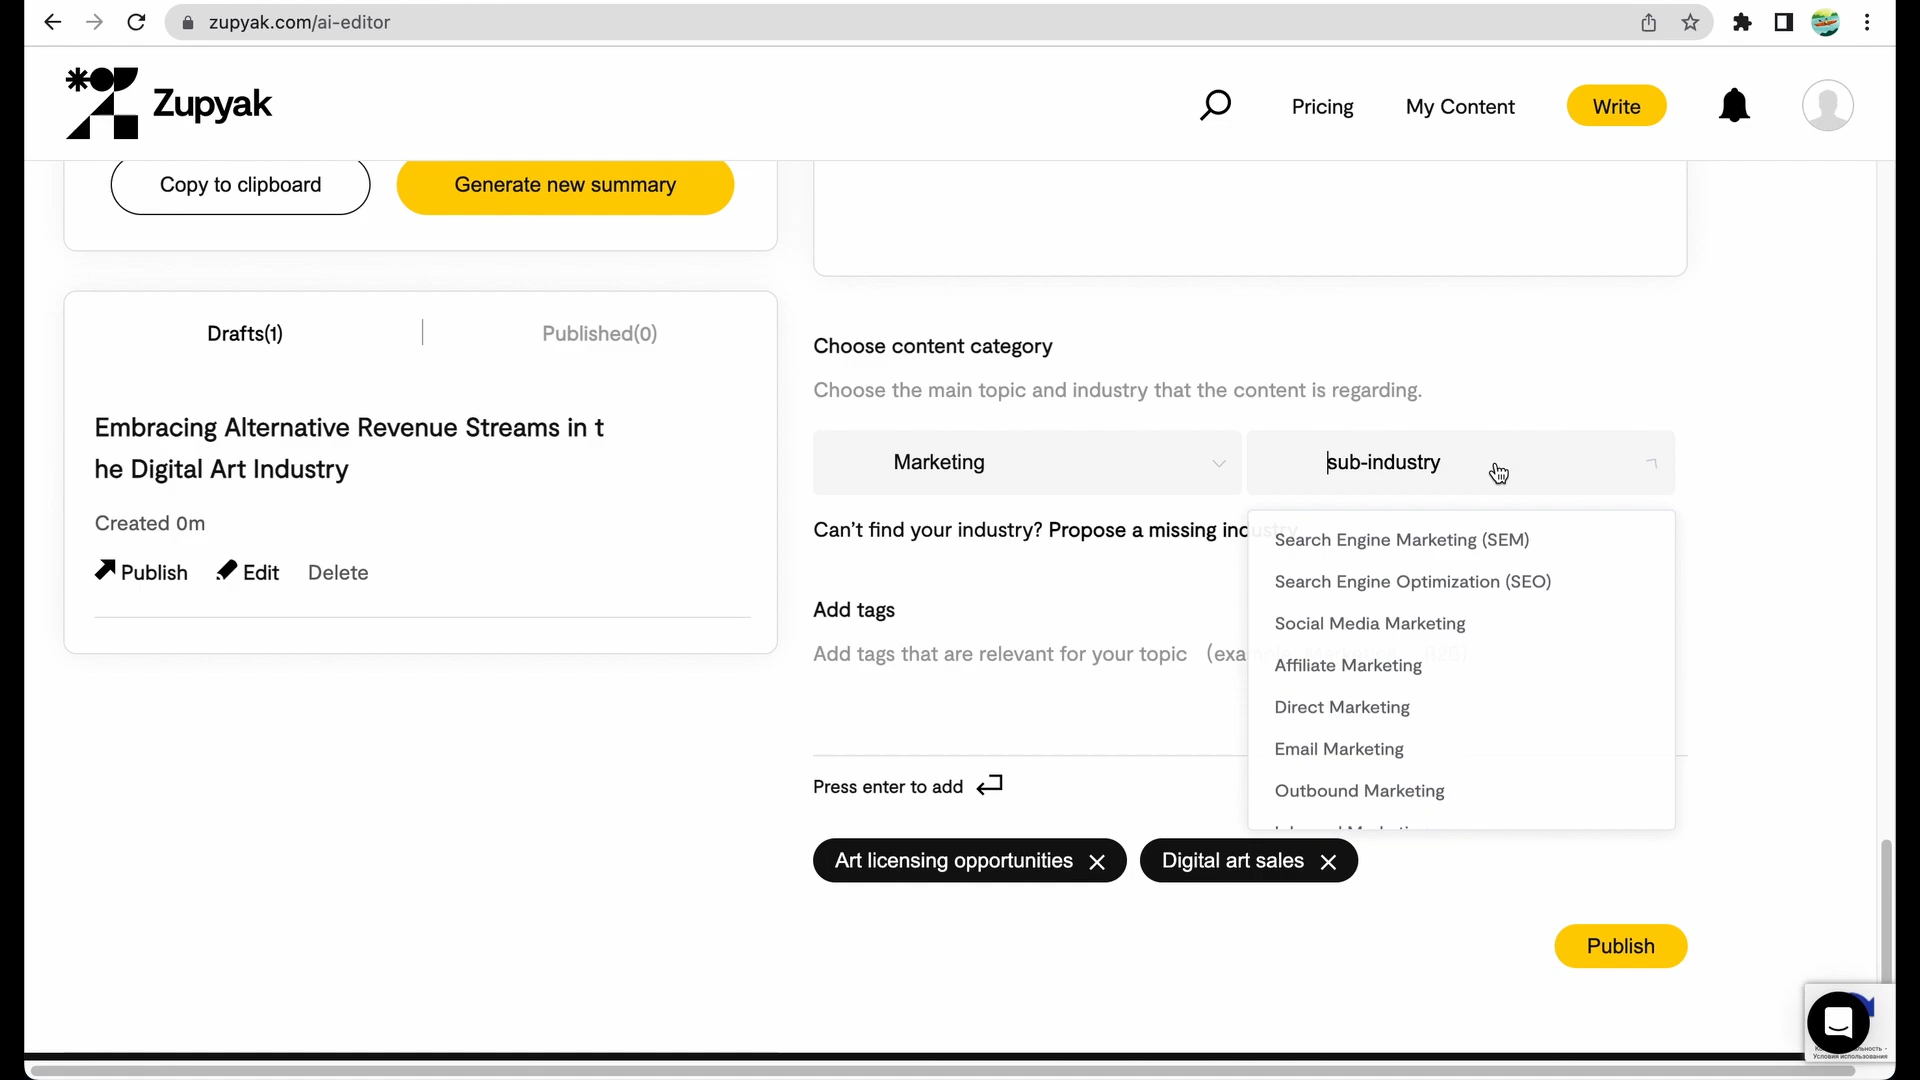 zupyak.com/ai-editor
Zupyak
Pricing
My Content
Write
Copy to clipboard
Generate new summary
Drafts(1)
Published(0)
Embracing Alternative Revenue Streams in t
he Digital Art Industry
Created 0m
Publish
Edit
Delete
Choose content category
Choose the main topic and industry that the content is regarding.
Marketing
sub-industry
Can't find your industry? Propose a missing industry
Search Engine Marketing (SEM)
Search Engine Optimization (SEO)
Social Media Marketing
Affiliate Marketing
Direct Marketing
Email Marketing
Outbound Marketing
Add tags
Add tags that are relevant for your topic
Press enter to add
Art licensing opportunities
Digital art sales
Publish
Условия использования